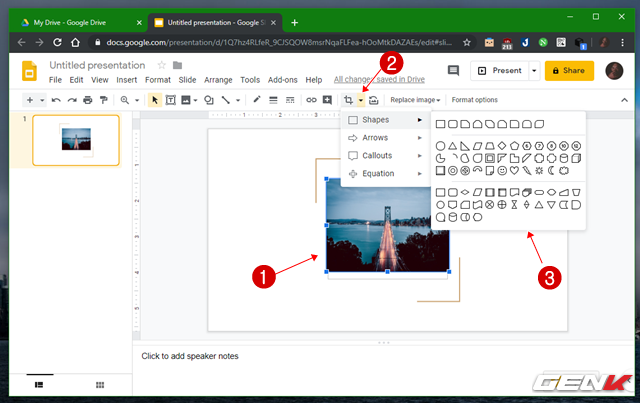 My Drive - Google Drive
Untitled presentation - Google Sl
docs.google.com/presentation/d/1Q7hz4RLfeR_9CJSQOW8msrNqaFLFea-hOoMtkDAZAEs/edit#sli...
213
Untitled presentation
File Edit View Insert Format Slide Arrange Tools Add-ons Help All changes saved in Drive
Present
Share
Replace image
Format options
1
Shapes
Arrows
Callouts
Equation
1
2
3
Click to add speaker notes
GENK